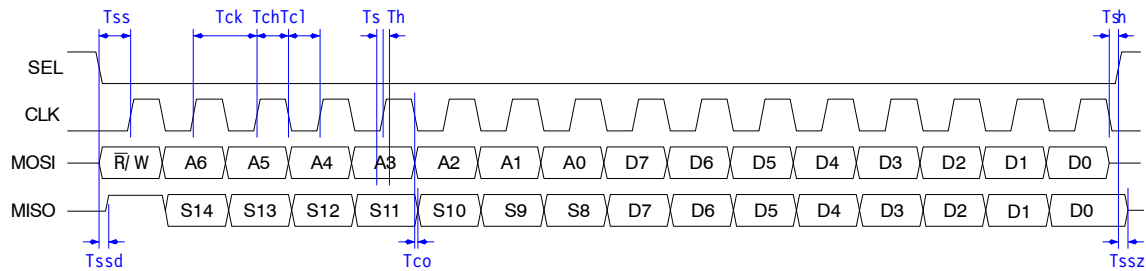 Tss Tck Tch Tcl Ts Th Tsh
SEL
CLK
MOSI R/W A6 A5 A4 A3 A2 A1 A0 D7 D6 D5 D4 D3 D2 D1 D0
MISO S14 S13 S12 S11 S10 S9 S8 D7 D6 D5 D4 D3 D2 D1 D0
Tssd Tco Tssz